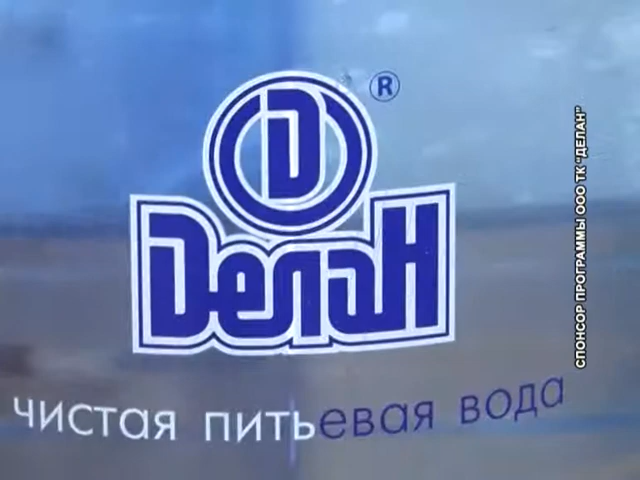 Д
®
Делан
чистая питьевая вода
СПОНСОР ПРОГРАММЫ ООО ТК "ДЕЛАН"